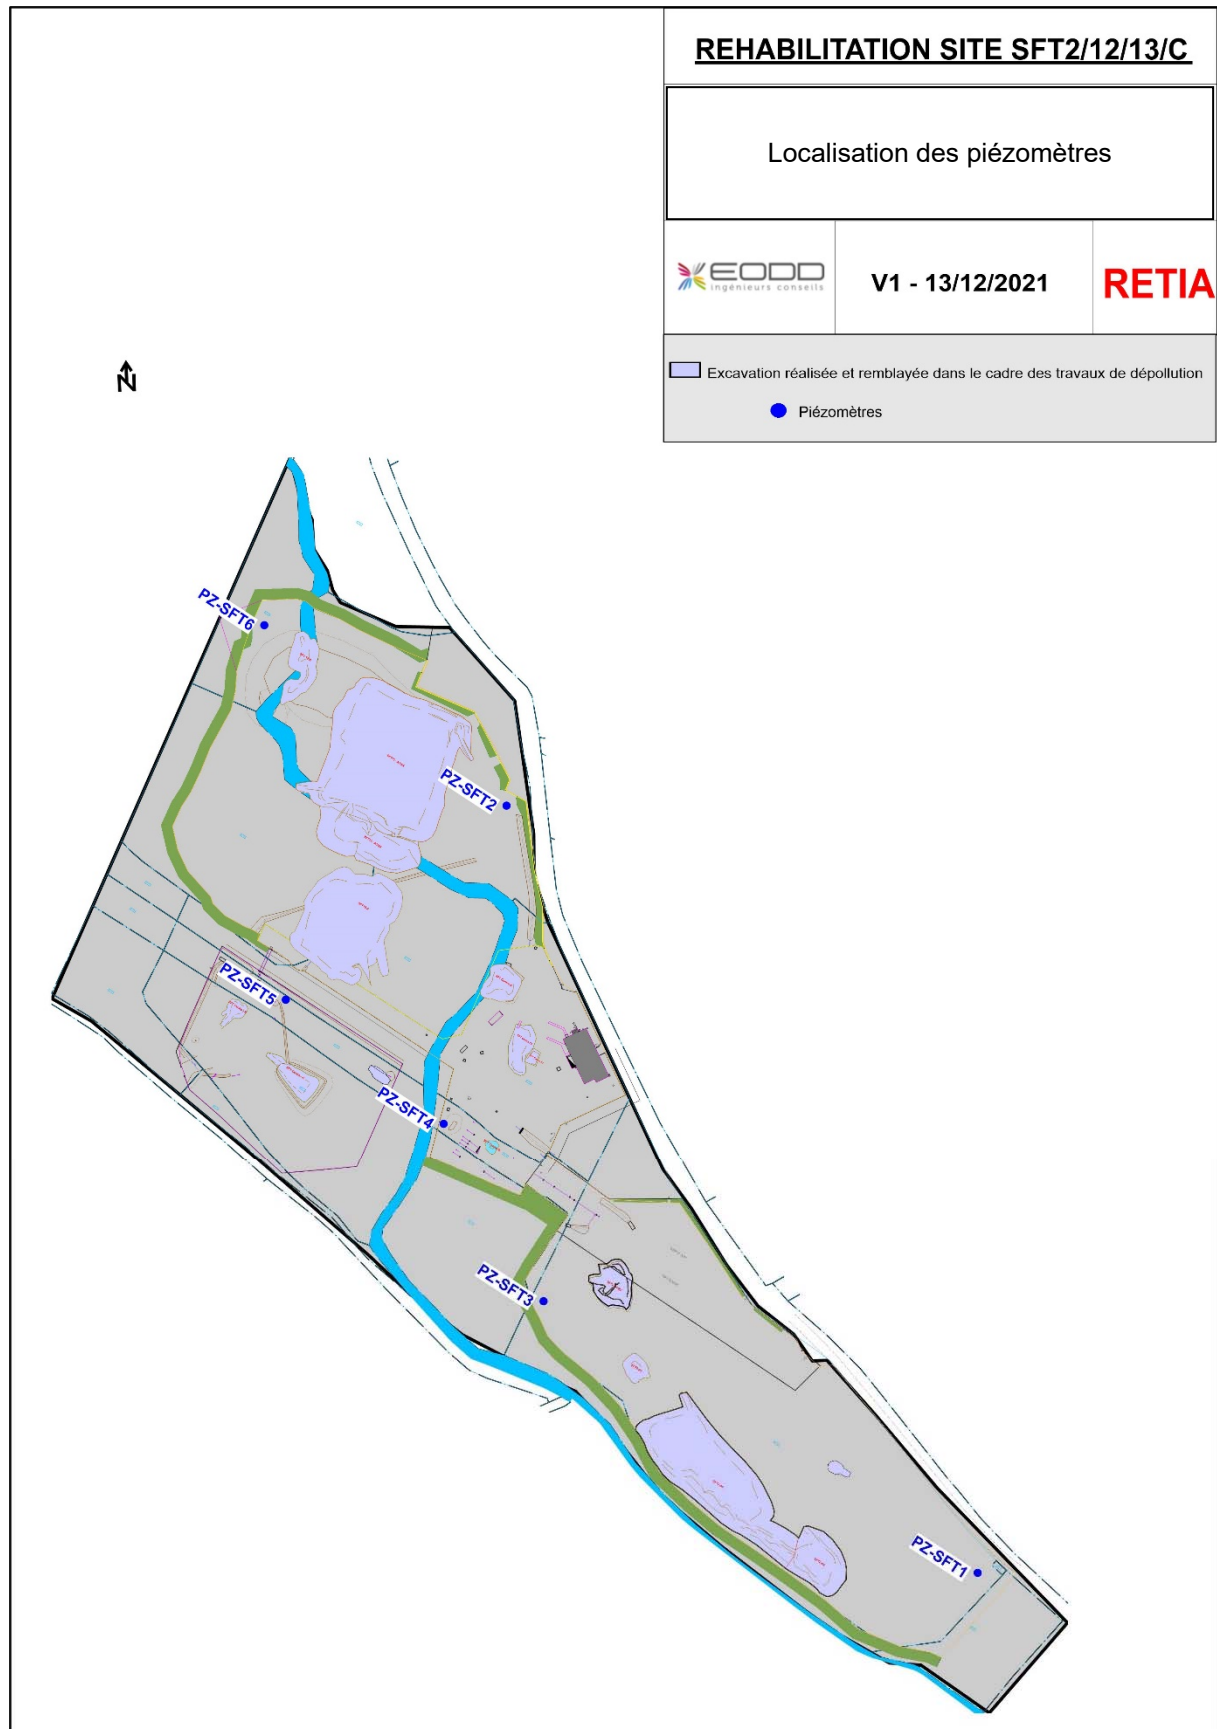 REHABILITATION SITE SFT2/12/13/C
Localisation des piézomètres
EODD
ingénieurs conseils
V1 - 13/12/2021
RETIA
Excavation réalisée et remblayée dans le cadre des travaux de dépollution
Piézomètres
N
PZ-SFT6
PZ-SFT2
PZ-SFT5
PZ-SFT4
PZ-SFT3
PZ-SFT1